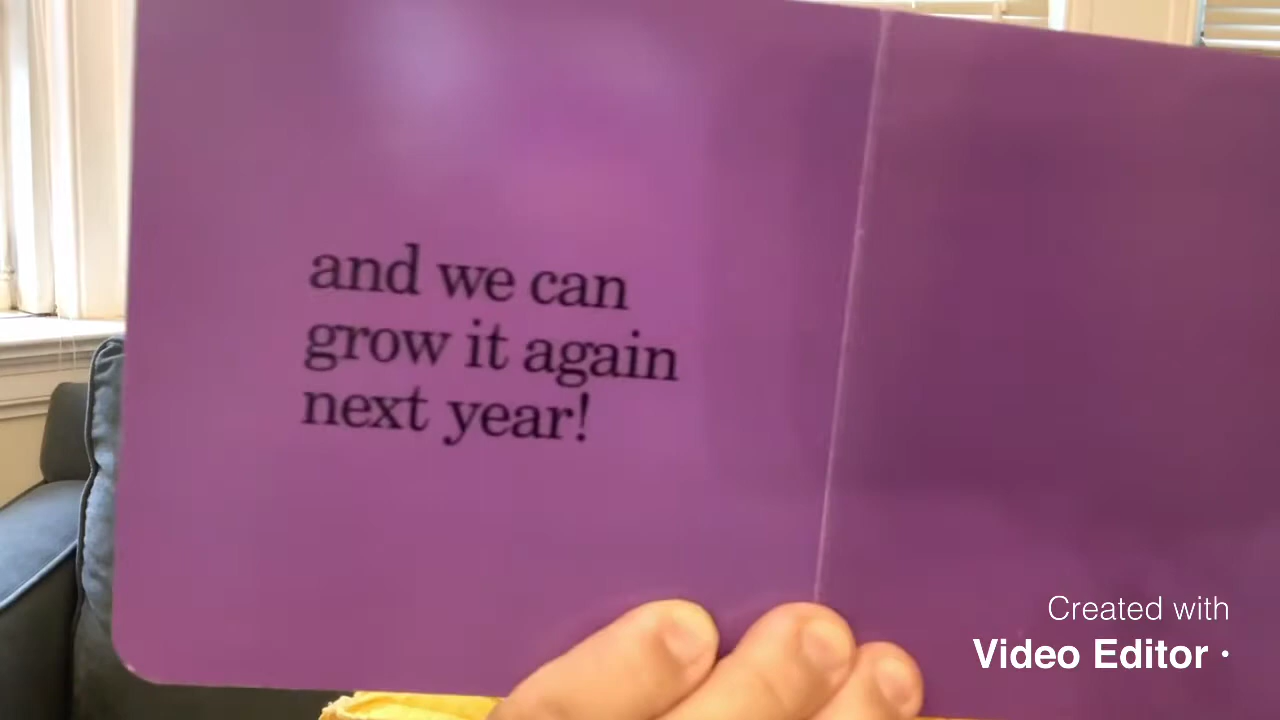 and we can
grow it again
next year!
Created with
Video Editor •